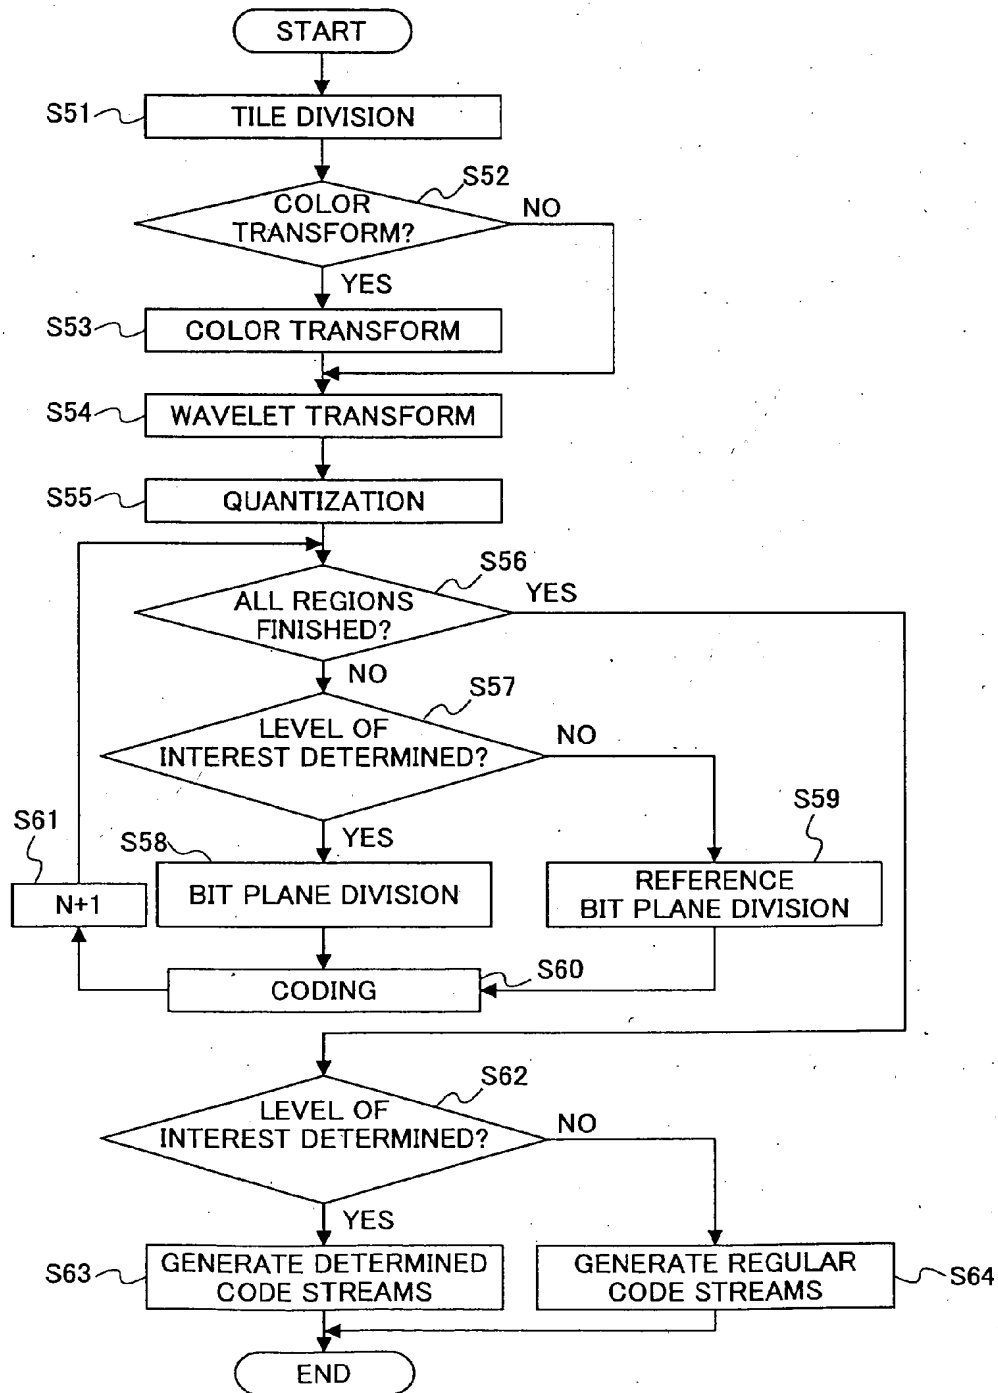 START
S51
TILE DIVISION
S52
COLOR
TRANSFORM?
NO
YES
S53
COLOR TRANSFORM
S54
WAVELET TRANSFORM
S55
QUANTIZATION
S56
ALL REGIONS
FINISHED?
YES
NO
S57
LEVEL OF
INTEREST DETERMINED?
NO
YES
S61
N+1
S58
BIT PLANE DIVISION
S59
REFERENCE
BIT PLANE DIVISION
S60
CODING
S62
LEVEL OF
INTEREST DETERMINED?
NO
YES
S63
GENERATE DETERMINED
CODE STREAMS
GENERATE REGULAR
CODE STREAMS
S64
END